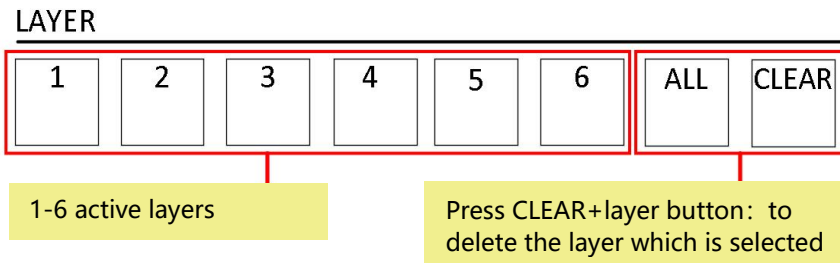 LAYER
1 2 3 4 5 6 ALL CLEAR
1-6 active layers
Press CLEAR+layer button：to
delete the layer which is selected